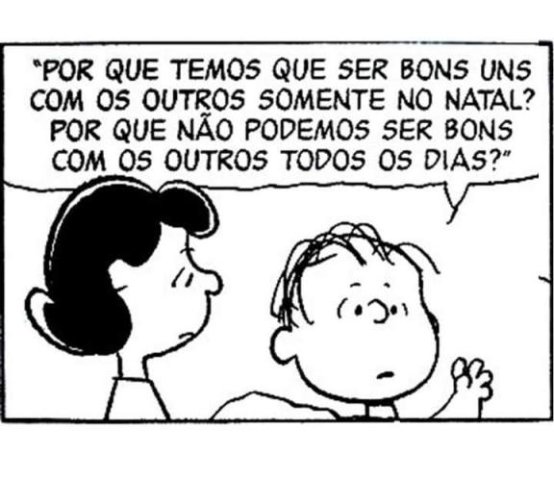 "POR QUE TEMOS QUE SER BONS UNS
COM OS OUTROS SOMENTE NO NATAL?
POR QUE NÃO PODEMOS SER BONS
COM OS OUTROS TODOS OS DIAS?"